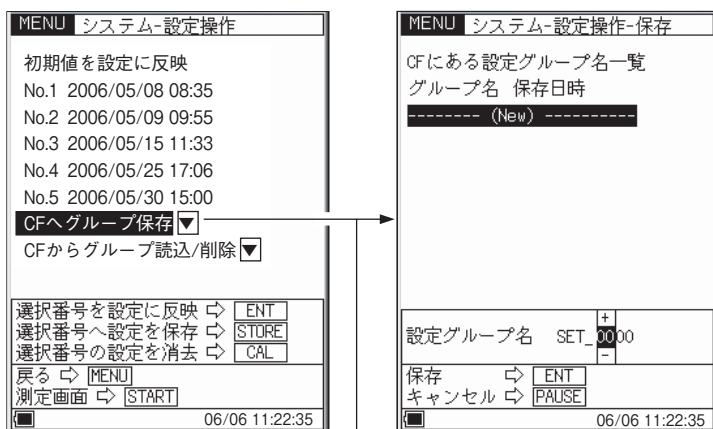 MENU システム-設定操作
初期値を設定に反映
No.1 2006/05/08 08:35
No.2 2006/05/09 09:55
No.3 2006/05/15 11:33
No.4 2006/05/25 17:06
No.5 2006/05/30 15:00
CFへグループ保存▼
CFからグループ読込/削除▼
選択番号を設定に反映 ⇨ ENT
選択番号へ設定を保存 ⇨ STORE
選択番号の設定を消去 ⇨ CAL
戻る ⇨ MENU
測定画面 ⇨ START
06/06 11:22:35
MENU システム-設定操作-保存
CFにある設定グループ名一覧
グループ名 保存日時
-------- (New) ----------
+
設定グループ名 SET_0000
-
保存 ⇨ ENT
キャンセル ⇨ PAUSE
06/06 11:22:35